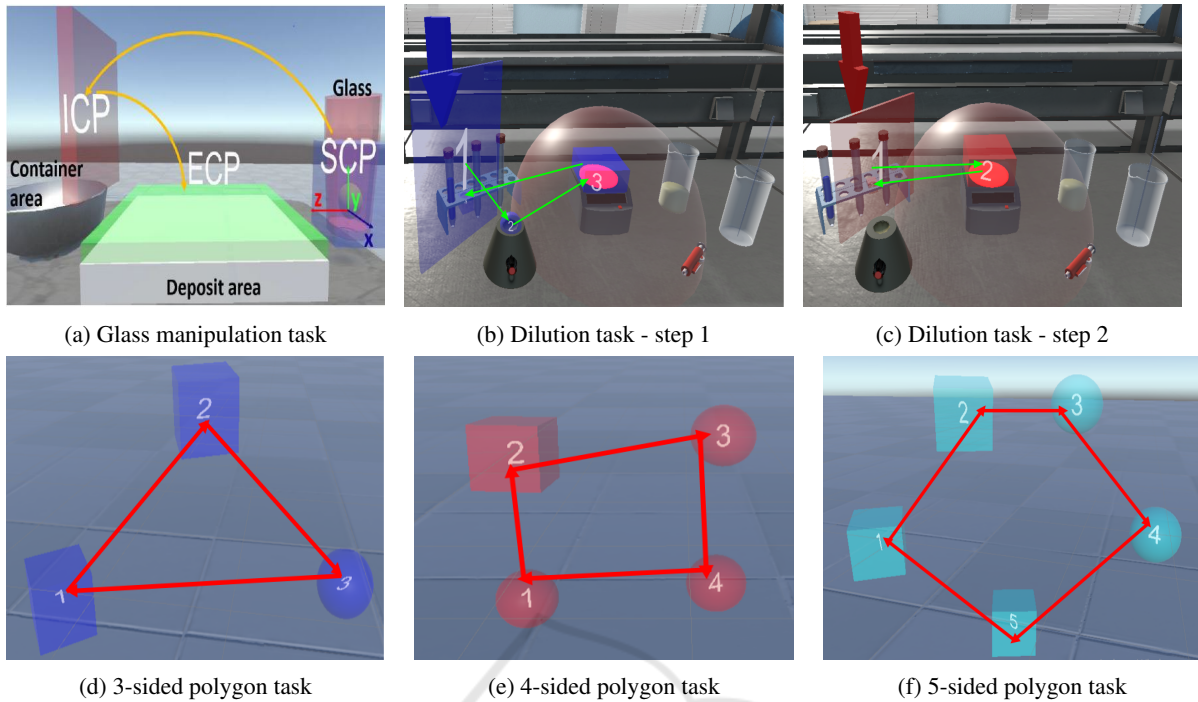 Glass
ICP
SCP
Container
area
ECP
y
z
x
Deposit area
(a) Glass manipulation task
1
3
2
(b) Dilution task - step 1
1
2
(c) Dilution task - step 2
2
1
3
(d) 3-sided polygon task
2
3
1
4
(e) 4-sided polygon task
2
3
1
4
5
(f) 5-sided polygon task